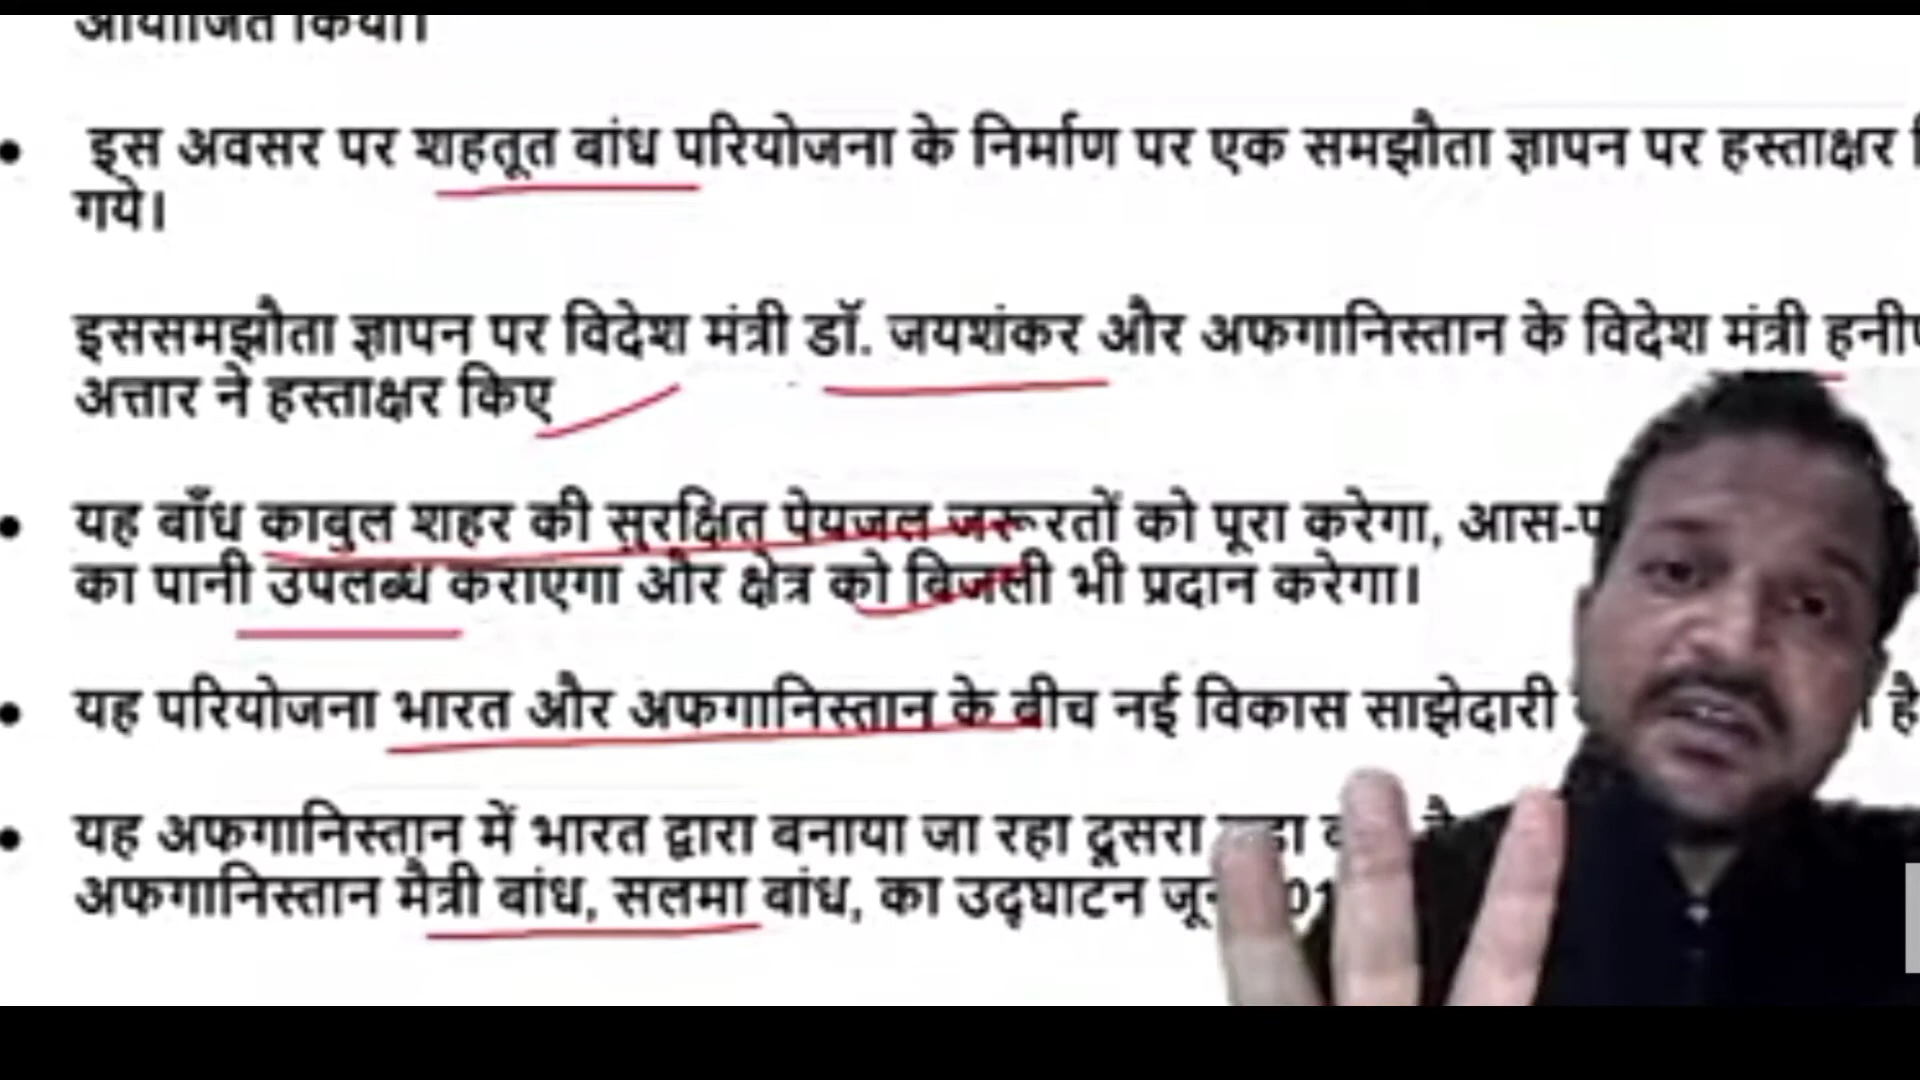 आयोजित किया।
इस अवसर पर शहतूत बांध परियोजना के निर्माण पर एक समझौता ज्ञापन पर हस्ताक्षर
गये।
इससमझौता ज्ञापन पर विदेश मंत्री डॉ. जयशंकर और अफगानिस्तान के विदेश मंत्री
अत्तार ने हस्ताक्षर किए
यह बाँध काबुल शहर की सुरक्षित पेयजल जरूरतों को पूरा करेगा, आस-
का पानी उपलब्ध कराएगा और क्षेत्र को बिजली भी प्रदान करेगा।
यह परियोजना भारत और अफगानिस्तान के बीच नई विकास साझेदारी है
यह अफगानिस्तान में भारत द्वारा बनाया जा रहा दूसरा
अफगानिस्तान मैत्री बांध, सलमा बांध, का उद्घाटन